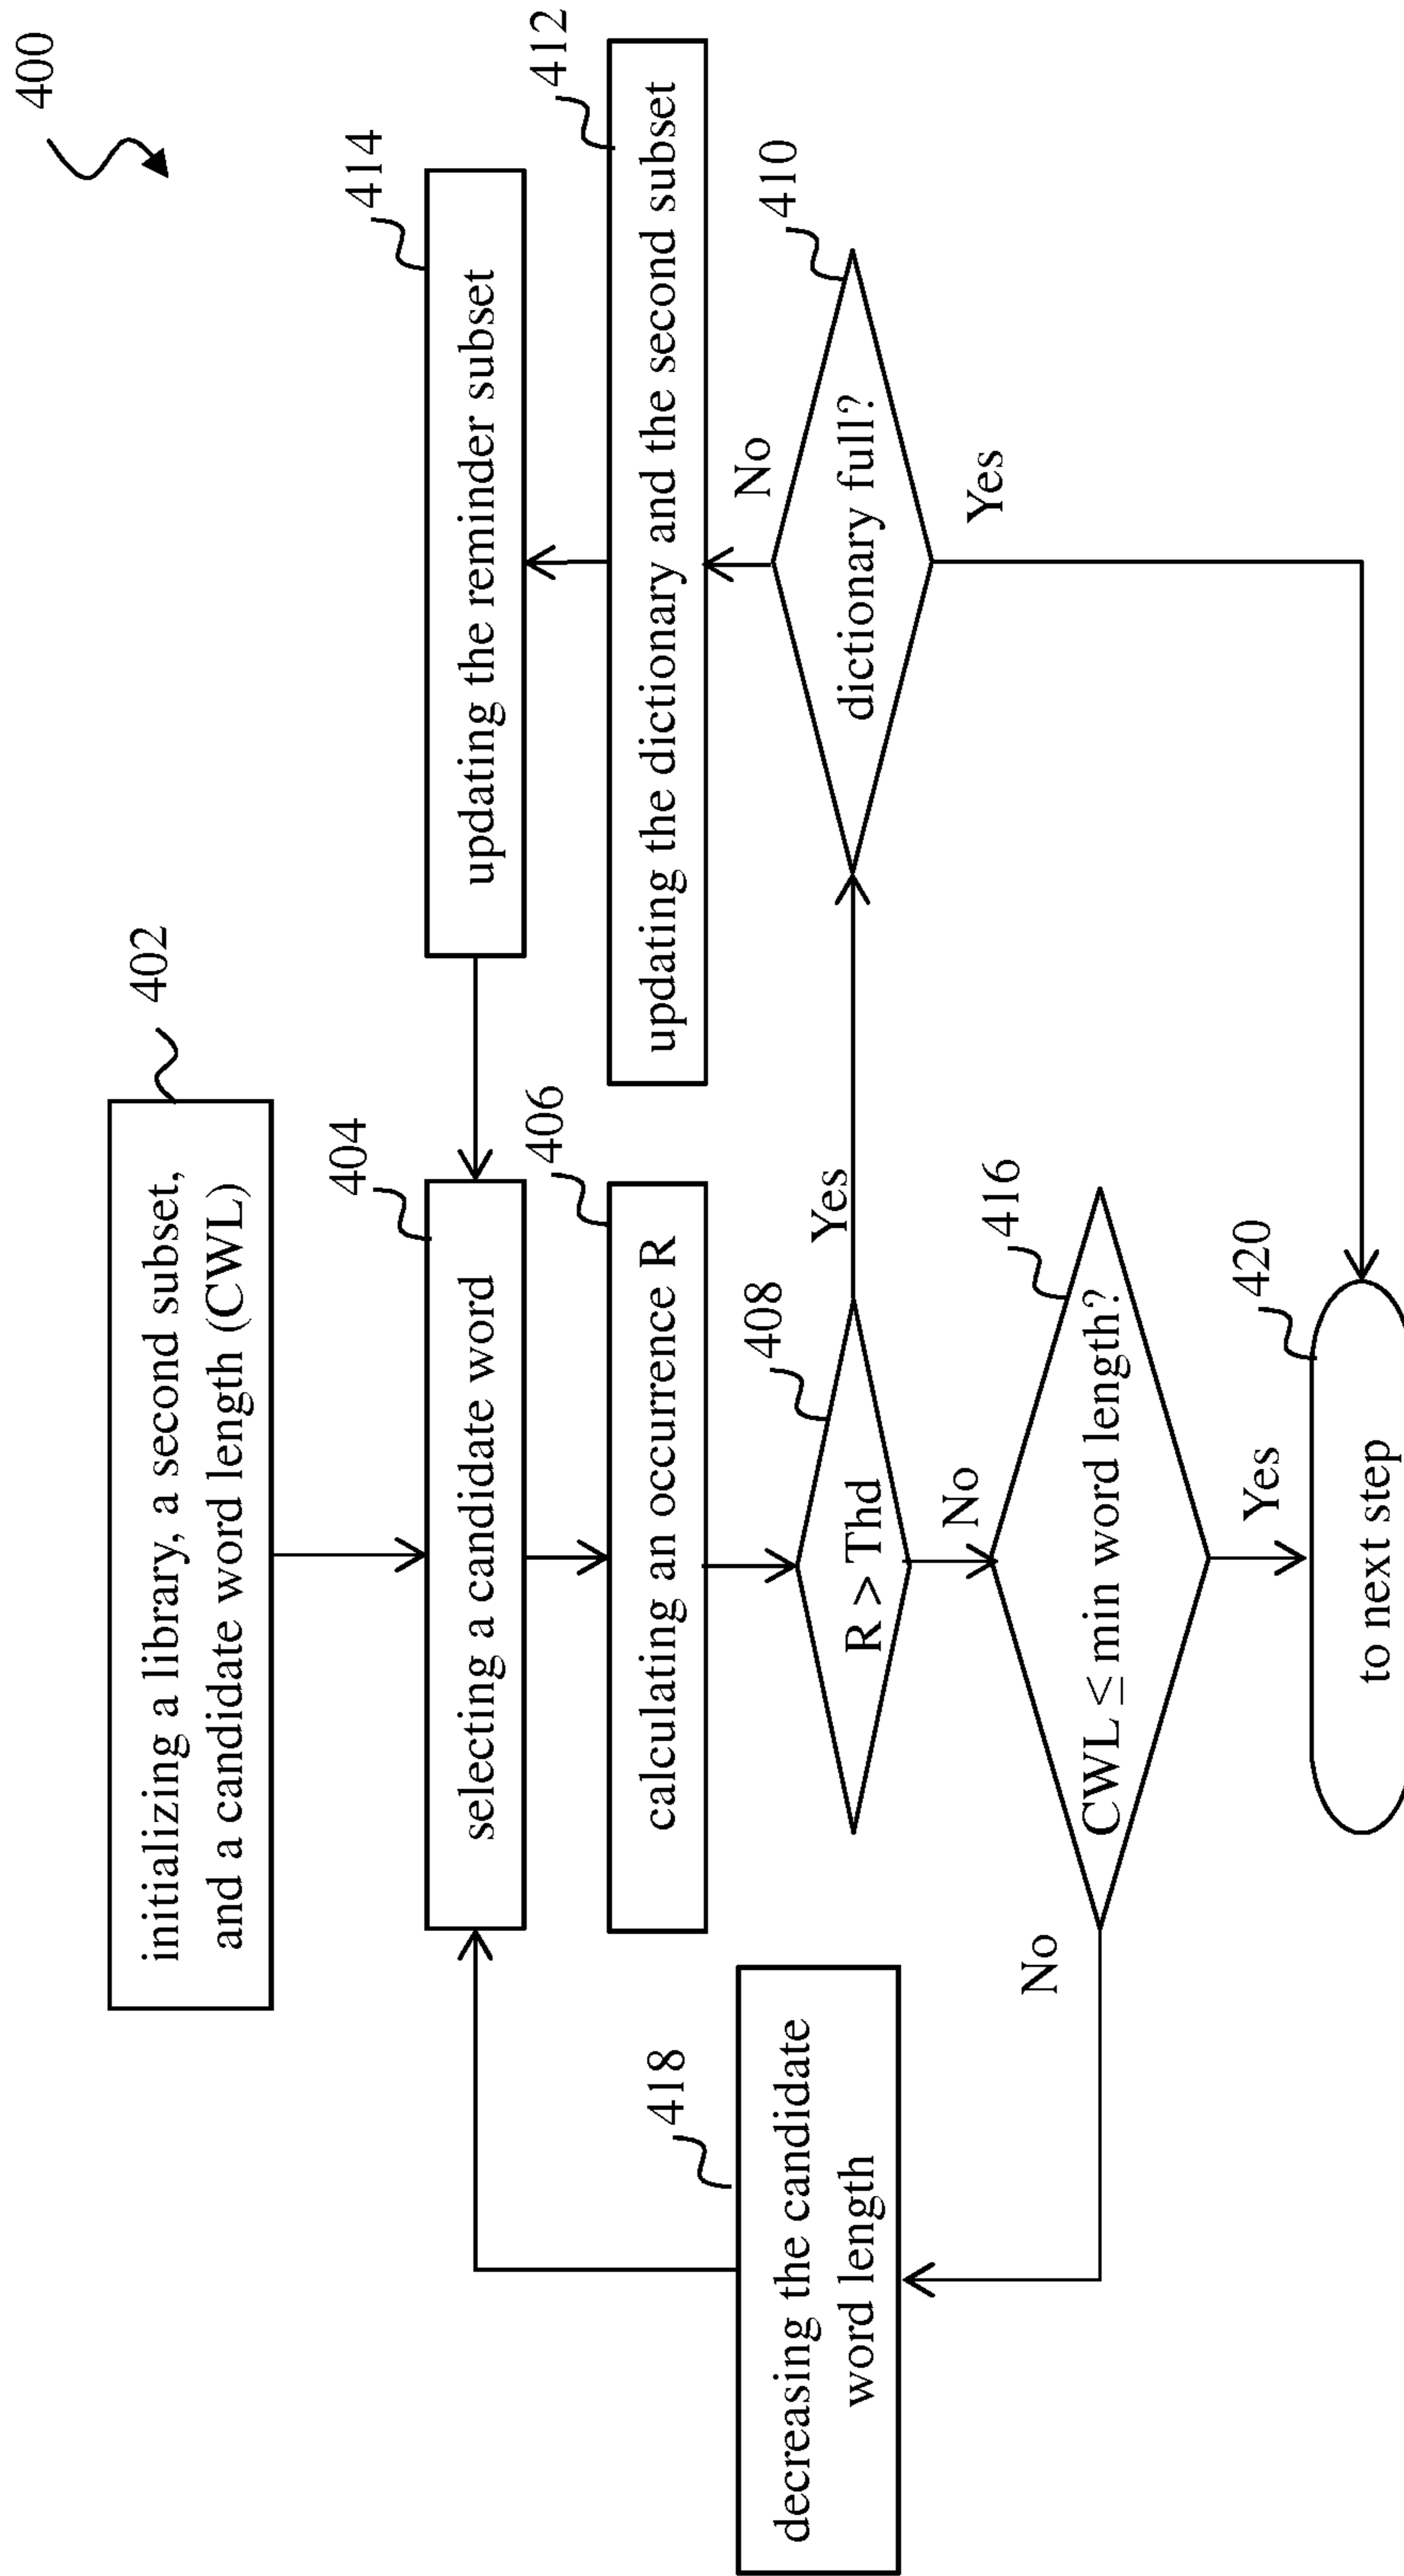 400
402
initializing a library, a second subset,
and a candidate word length (CWL)
404
selecting a candidate word
414
updating the reminder subset
406
calculating an occurrence R
412
updating the dictionary and the second subset
408
R > Thd
Yes
No
410
dictionary full?
No
Yes
416
CWL ≤ min word length?
No
Yes
418
decreasing the candidate
word length
420
to next step